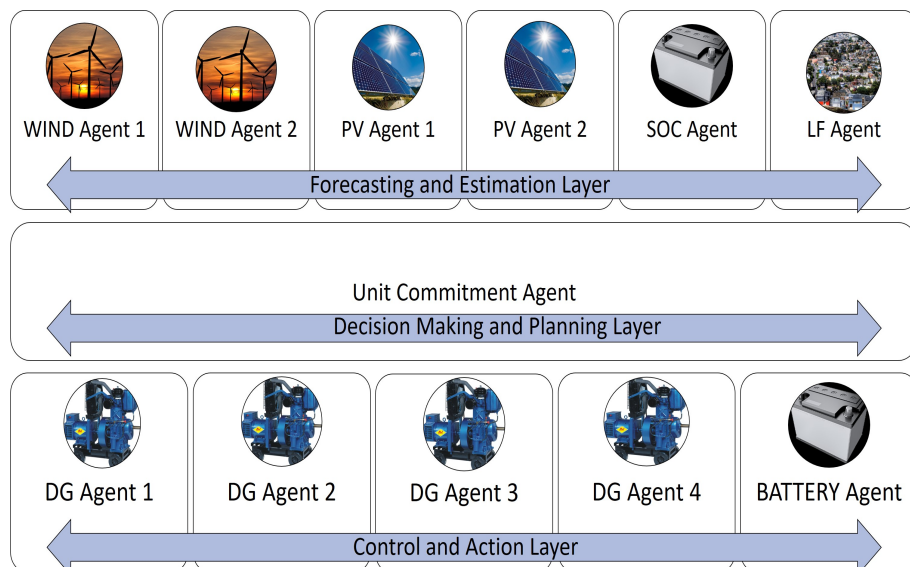 WIND Agent 1
WIND Agent 2
PV Agent 1
PV Agent 2
SOC Agent
LF Agent
Forecasting and Estimation Layer
Unit Commitment Agent
Decision Making and Planning Layer
DG Agent 1
DG Agent 2
DG Agent 3
DG Agent 4
BATTERY Agent
Control and Action Layer